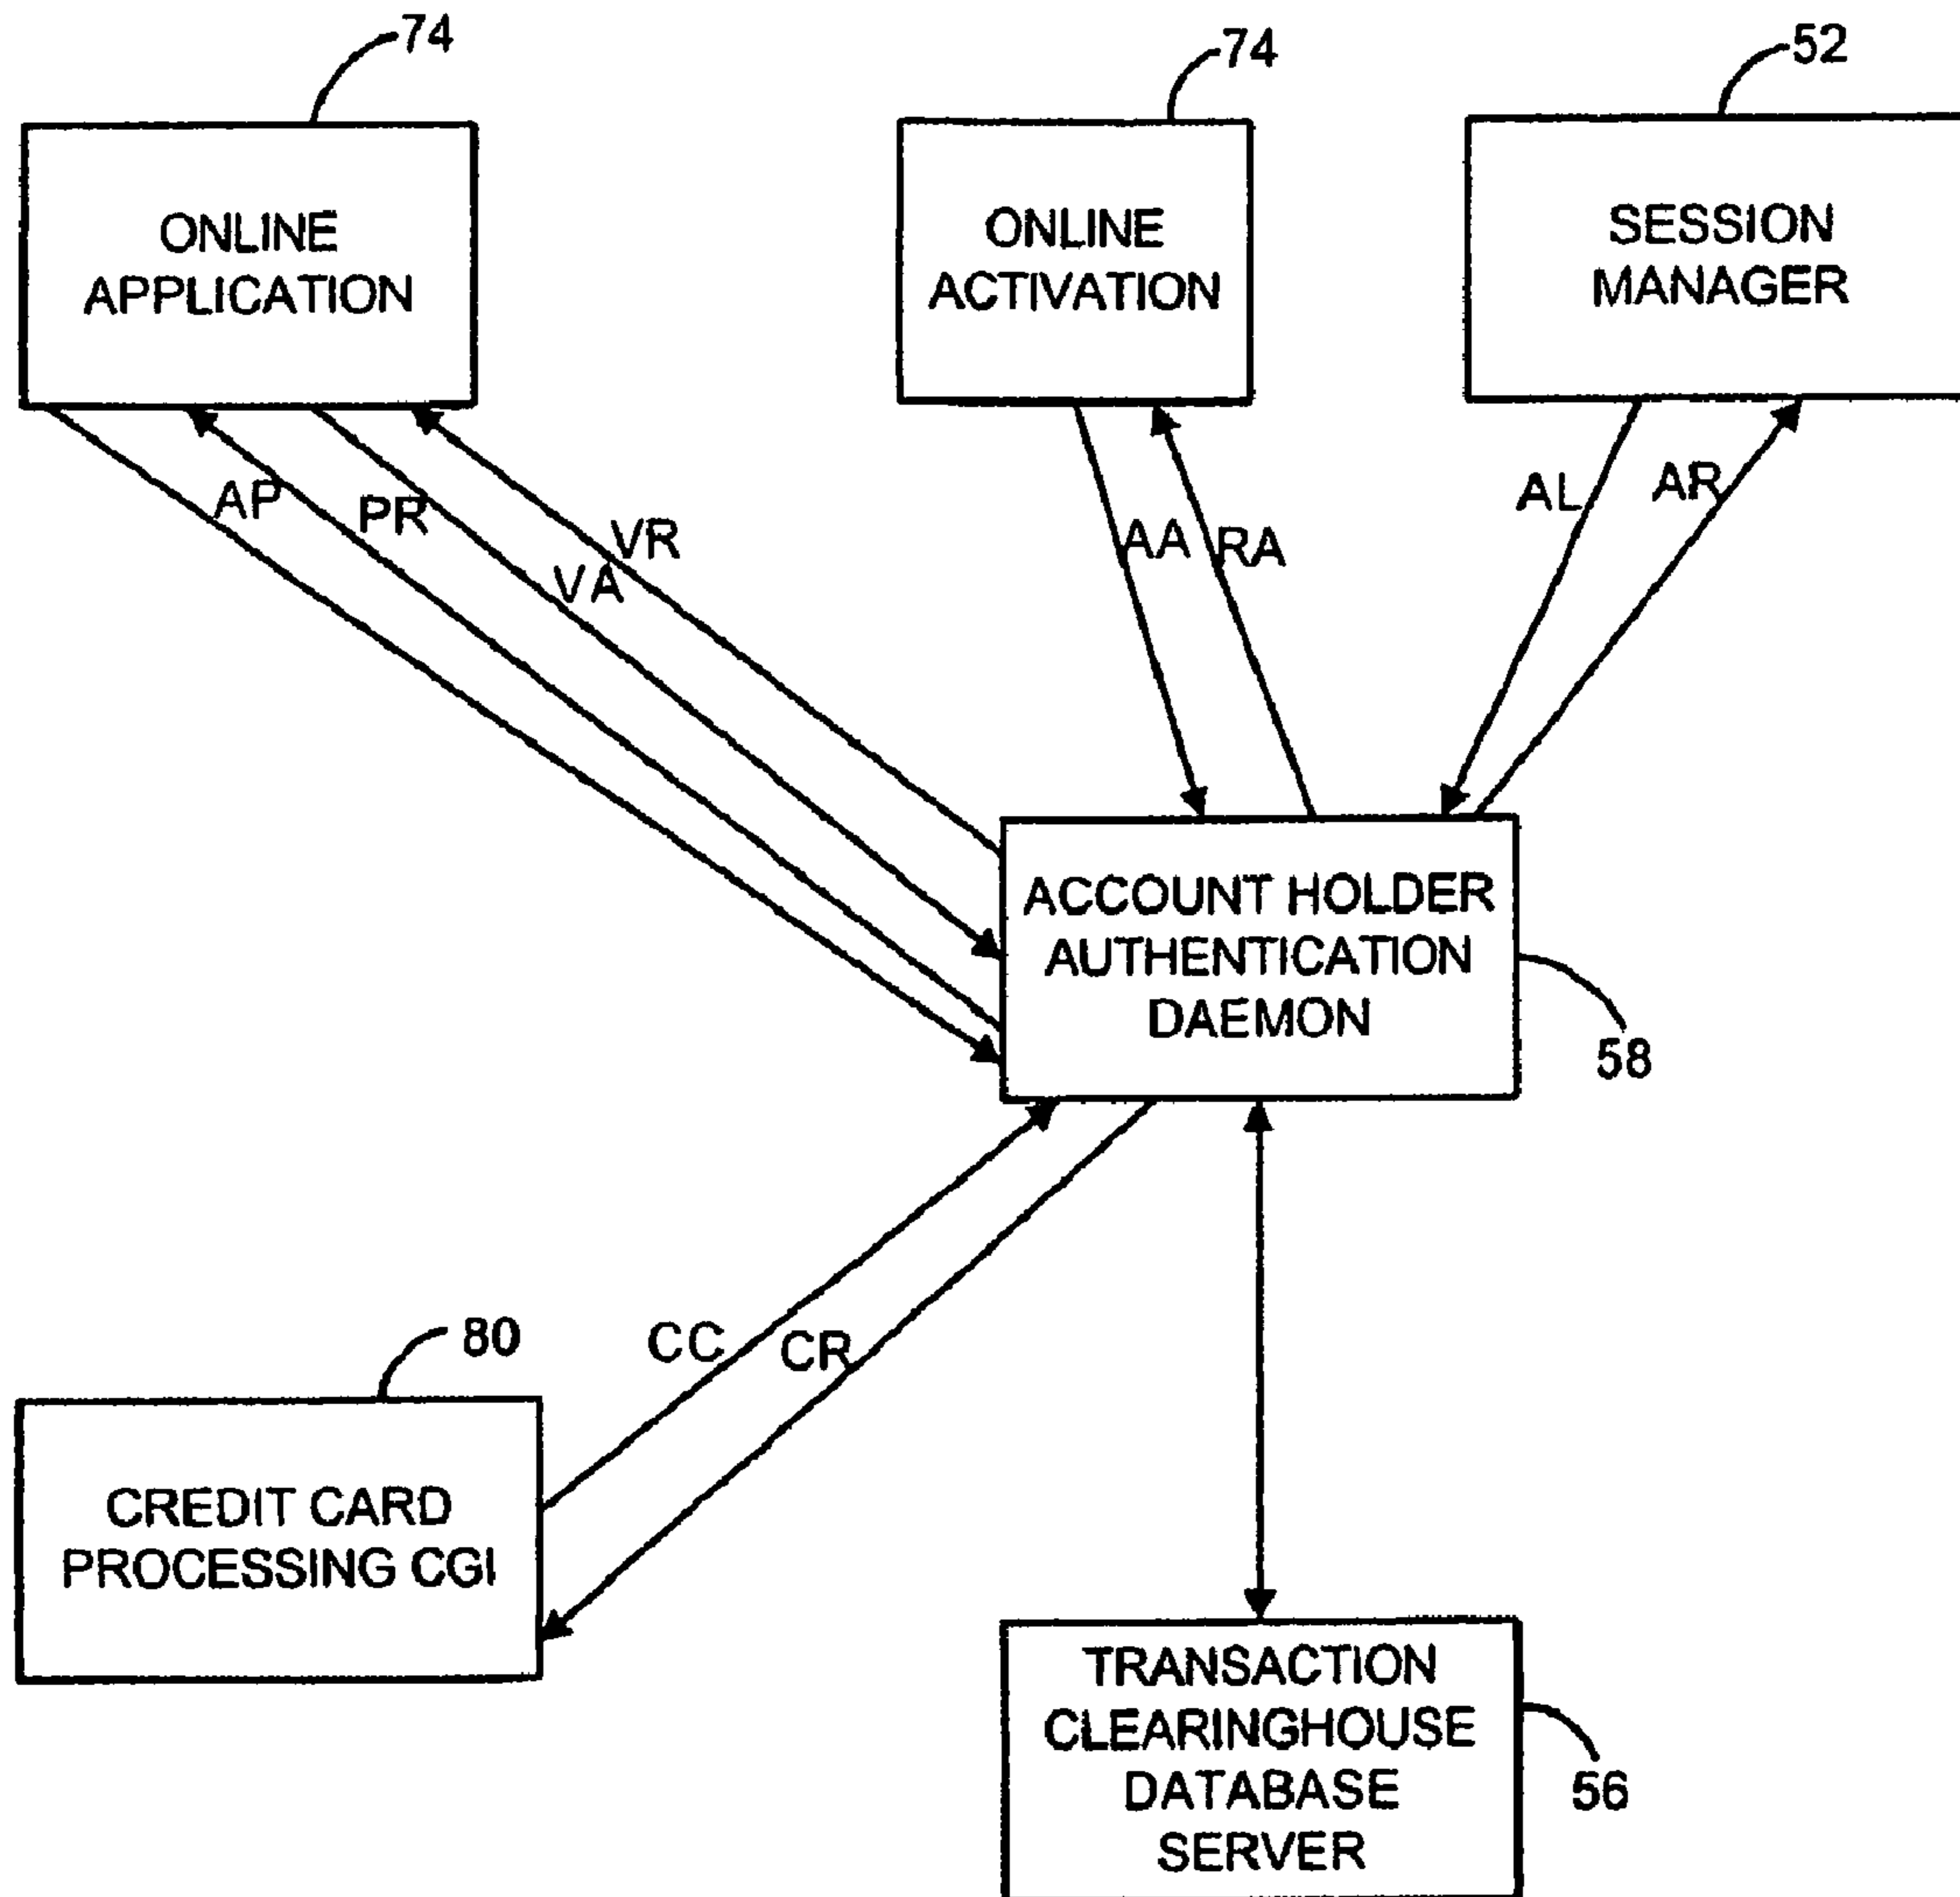 74
74
52
ONLINE
APPLICATION
ONLINE
ACTIVATION
SESSION
MANAGER
AP
PR
VR
VA
AA
RA
AL
AR
ACCOUNT HOLDER
AUTHENTICATION
DAEMON
58
CC
CR
80
CREDIT CARD
PROCESSING CGI
TRANSACTION
CLEARINGHOUSE
DATABASE
SERVER
56